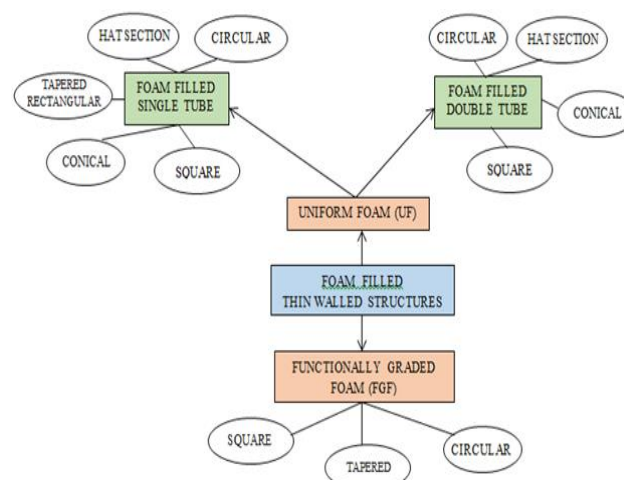 HAT SECTION
CIRCULAR
CIRCULAR
HAT SECTION
TAPERED
RECTANGULAR
FOAM FILLED
SINGLE TUBE
FOAM FILLED
DOUBLE TUBE
CONICAL
CONICAL
SQUARE
SQUARE
UNIFORM FOAM (UF)
FOAM FILLED
THIN WALLED STRUCTURES
FUNCTIONALLY GRADED
FOAM (FGF)
SQUARE
TAPERED
CIRCULAR